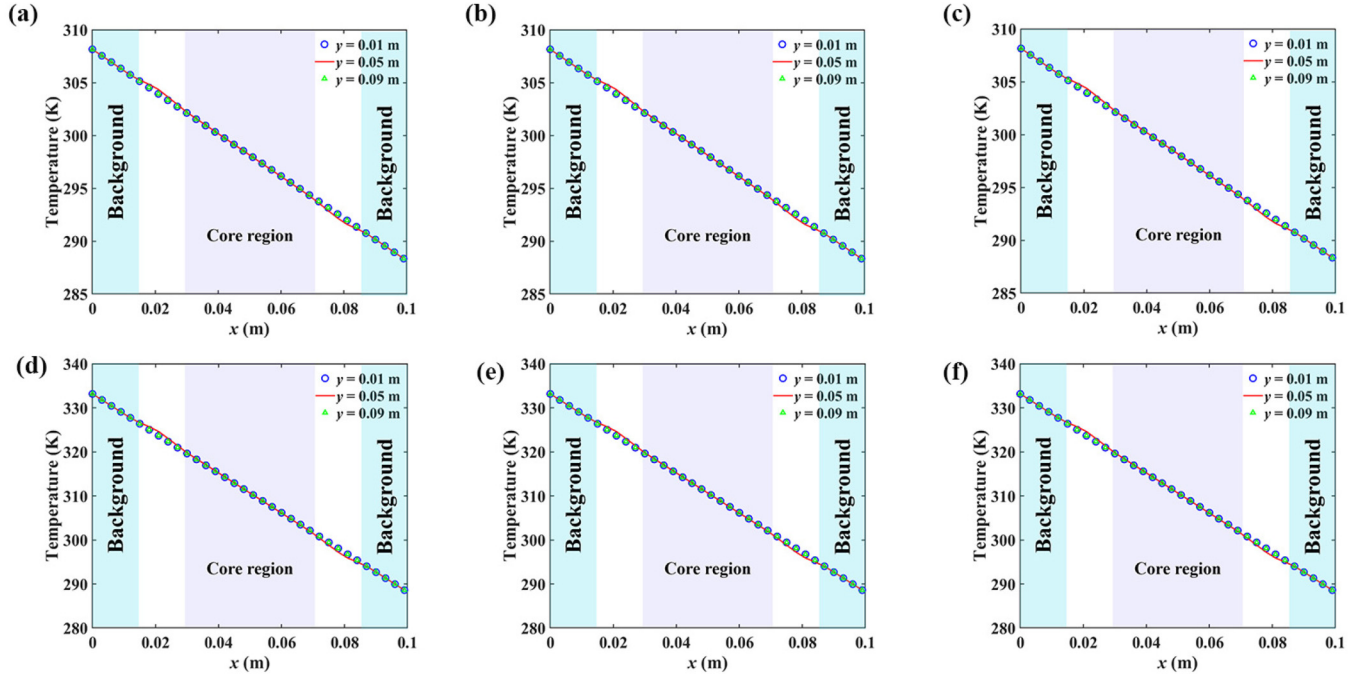 (a)
310
305
300
295
290
285
Temperature (K)
Background
Core region
Background
y = 0.01 m
y = 0.05 m
y = 0.09 m
0 0.02 0.04 0.06 0.08 0.1
x (m)
(b)
310
305
300
295
290
285
Temperature (K)
Background
Core region
Background
y = 0.01 m
y = 0.05 m
y = 0.09 m
0 0.02 0.04 0.06 0.08 0.1
x (m)
(c)
310
305
300
295
290
285
Temperature (K)
Background
Core region
Background
y = 0.01 m
y = 0.05 m
y = 0.09 m
0 0.02 0.04 0.06 0.08 0.1
x (m)
(d)
340
330
320
310
300
290
280
Temperature (K)
Background
Core region
Background
y = 0.01 m
y = 0.05 m
y = 0.09 m
0 0.02 0.04 0.06 0.08 0.1
x (m)
(e)
340
330
320
310
300
290
280
Temperature (K)
Background
Core region
Background
y = 0.01 m
y = 0.05 m
y = 0.09 m
0 0.02 0.04 0.06 0.08 0.1
x (m)
(f)
340
330
320
310
300
290
280
Temperature (K)
Background
Core region
Background
y = 0.01 m
y = 0.05 m
y = 0.09 m
0 0.02 0.04 0.06 0.08 0.1
x (m)